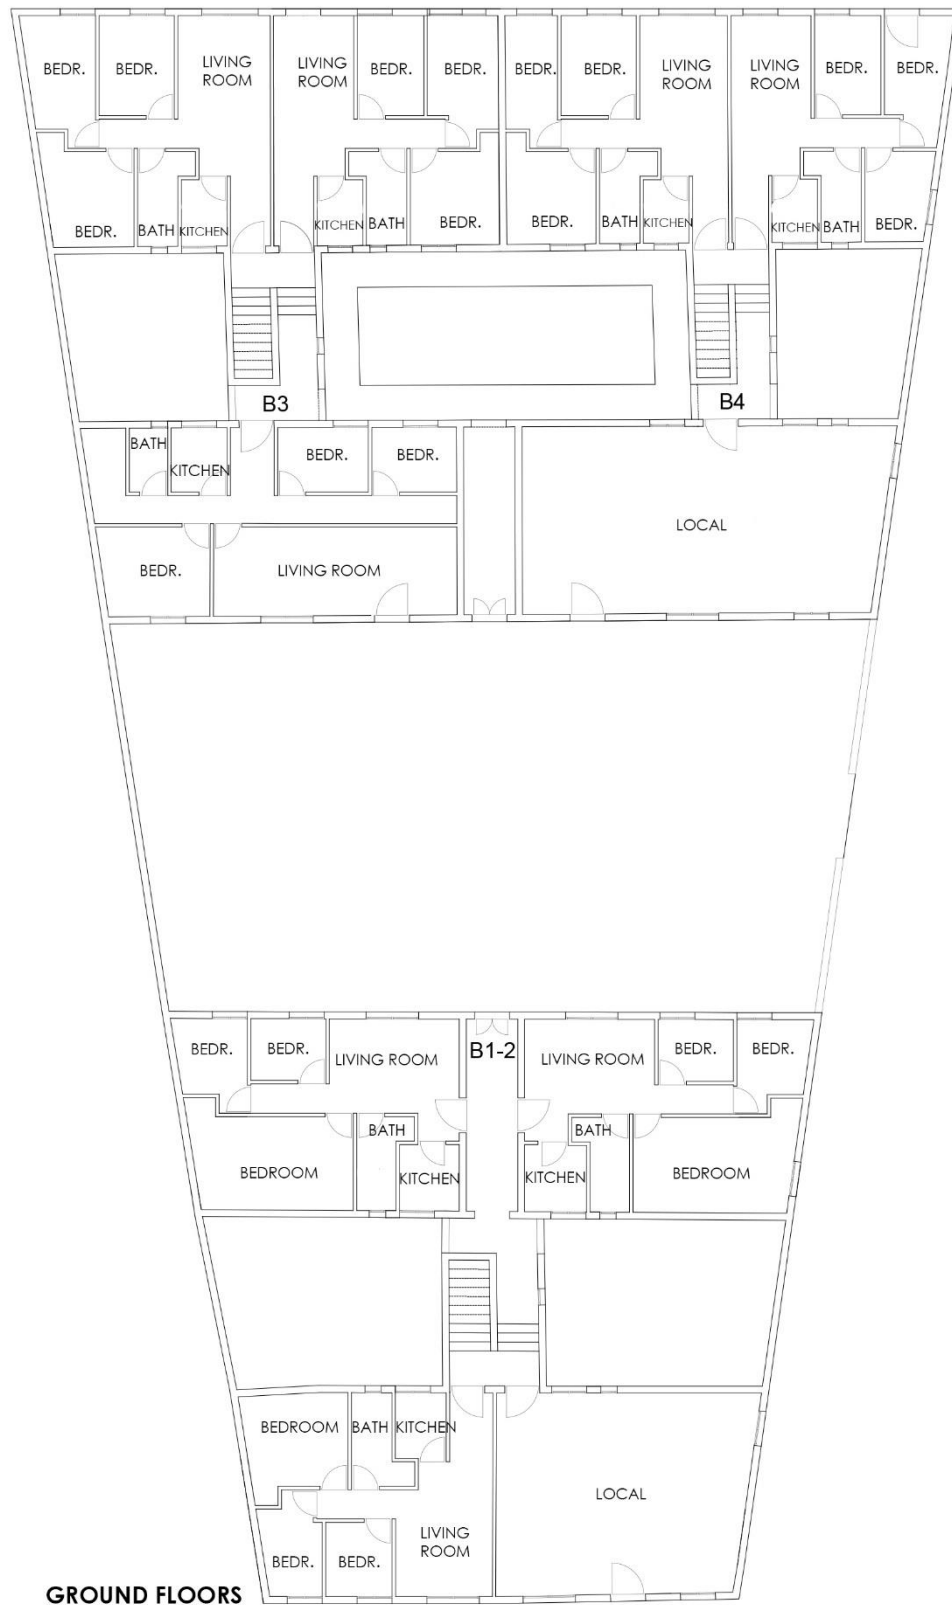 BEDR. BEDR. LIVING ROOM LIVING ROOM BEDR. BEDR. BEDR. BEDR. LIVING ROOM LIVING ROOM BEDR. BEDR.
BEDR. BATH KITCHEN KITCHEN BATH BEDR. BEDR. BATH KITCHEN KITCHEN BATH BEDR.
B3 B4
BATH KITCHEN BEDR. BEDR.
LOCAL
BEDR. LIVING ROOM
BEDR. BEDR. LIVING ROOM B1-2 LIVING ROOM BEDR. BEDR.
BATH BATH
BEDROOM KITCHEN KITCHEN BEDROOM
BEDROOM BATH KITCHEN
LOCAL
BEDR. BEDR. LIVING ROOM
GROUND FLOORS